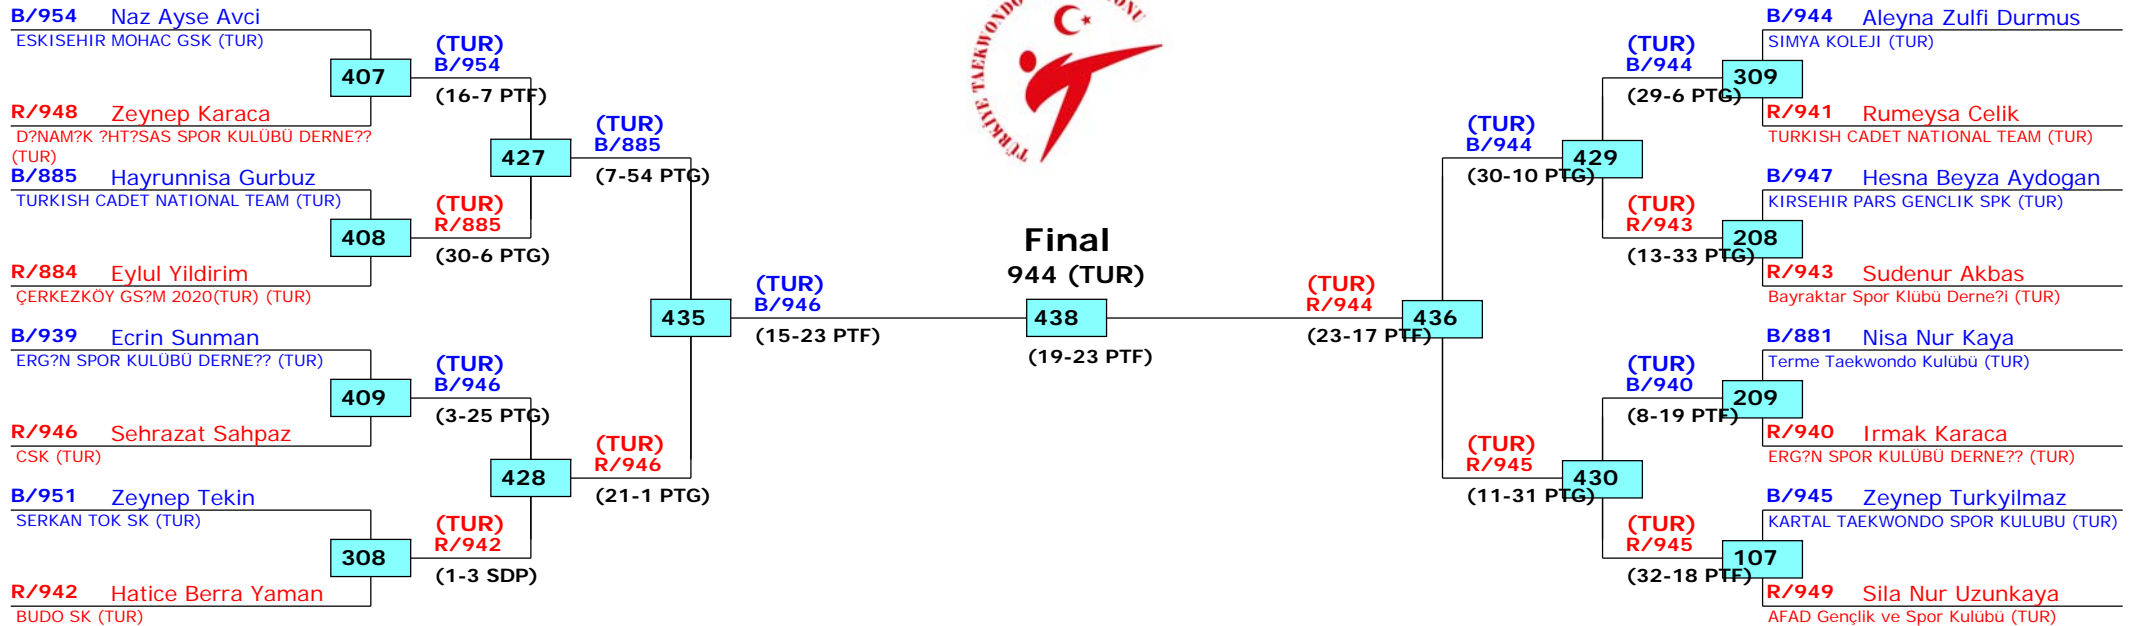 B/954 Naz Ayse Avci
ESKISEHIR MOHAC GSK (TUR)
407
R/948 Zeynep Karaca
D?NAM?K ?HT?SAS SPOR KULÜBÜ DERNE??
(TUR)
B/885 Hayrunnisa Gurbuz
TURKISH CADET NATIONAL TEAM (TUR)
408
R/884 Eylul Yildirim
ÇERKEZKÖY GS?M 2020(TUR) (TUR)
B/939 Ecrin Sunman
ERG?N SPOR KULÜBÜ DERNE?? (TUR)
409
R/946 Sehrazat Sahpaz
CSK (TUR)
B/951 Zeynep Tekin
SERKAN TOK SK (TUR)
308
R/942 Hatice Berra Yaman
BUDO SK (TUR)
(TUR)
B/954
(16-7 PTF)
427
(TUR)
R/885
(30-6 PTG)
(TUR)
B/946
(3-25 PTG)
428
(TUR)
R/942
(1-3 SDP)
(TUR)
B/885
(7-54 PTG)
435
(TUR)
R/946
(21-1 PTG)
(TUR)
B/946
(15-23 PTF)
TÜRKİYE TAEKWONDO
Final
944 (TUR)
438
(19-23 PTF)
(TUR)
R/944
(23-17 PTF)
436
(TUR)
B/944
(30-10 PTG)
429
(TUR)
R/945
(11-31 PTG)
430
(TUR)
B/944
(29-6 PTG)
309
(TUR)
R/943
(13-33 PTG)
208
(TUR)
B/940
(8-19 PTF)
209
(TUR)
R/945
(32-18 PTF)
107
B/944 Aleyna Zulfi Durmus
SIMYA KOLEJI (TUR)
R/941 Rumeysa Celik
TURKISH CADET NATIONAL TEAM (TUR)
B/947 Hesna Beyza Aydogan
KIRSEHIR PARS GENCLIK SPK (TUR)
R/943 Sudenur Akbas
Bayraktar Spor Klübü Derne?i (TUR)
B/881 Nisa Nur Kaya
Terme Taekwondo Kulübü (TUR)
R/940 Irmak Karaca
ERG?N SPOR KULÜBÜ DERNE?? (TUR)
B/945 Zeynep Turkyilmaz
KARTAL TAEKWONDO SPOR KULUBU (TUR)
R/949 Sila Nur Uzunkaya
AFAD Gençlik ve Spor Kulübü (TUR)